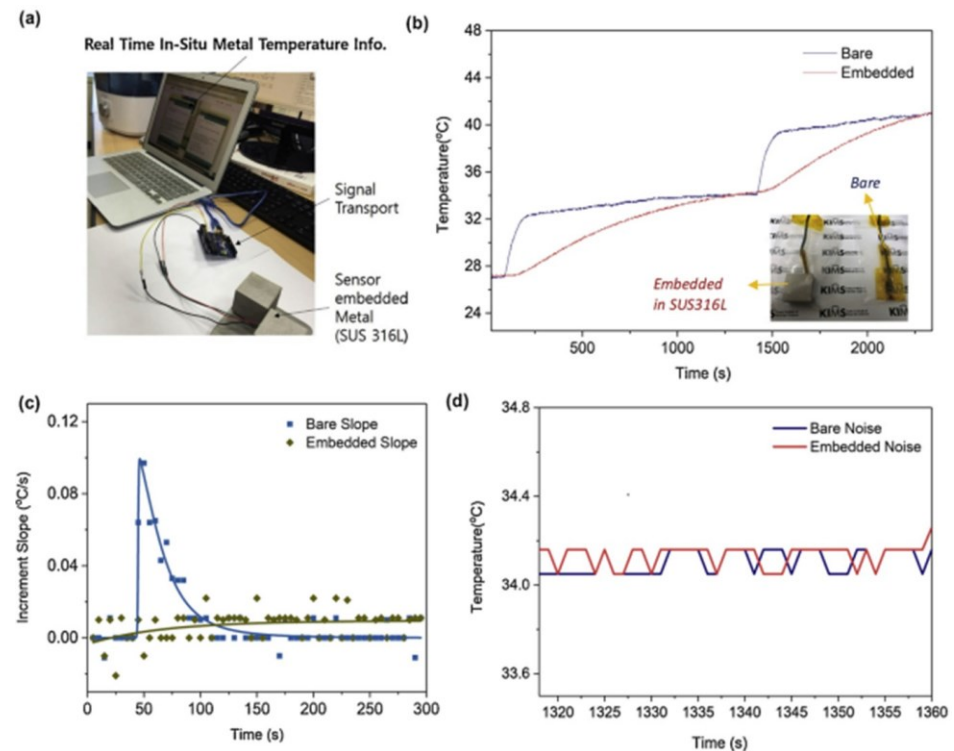 (a)
Real Time In-Situ Metal Temperature Info.
Signal
Transport
Sensor
embedded
Metal
(SUS 316L)
(b)
48
44
40
36
32
28
24
Temperature(°C)
Bare
Embedded
Bare
Embedded
in SUS316L
KIMS
KIMS
KIMS
500
1000
1500
2000
Time (s)
(c)
0.12
0.08
0.04
0.00
Increment Slope (°C/s)
Bare Slope
Embedded Slope
0
50
100
150
200
250
300
Time (s)
(d)
34.8
34.4
34.0
33.6
Temperature(°C)
Bare Noise
Embedded Noise
1320
1325
1330
1335
1340
1345
1350
1355
1360
Time (s)